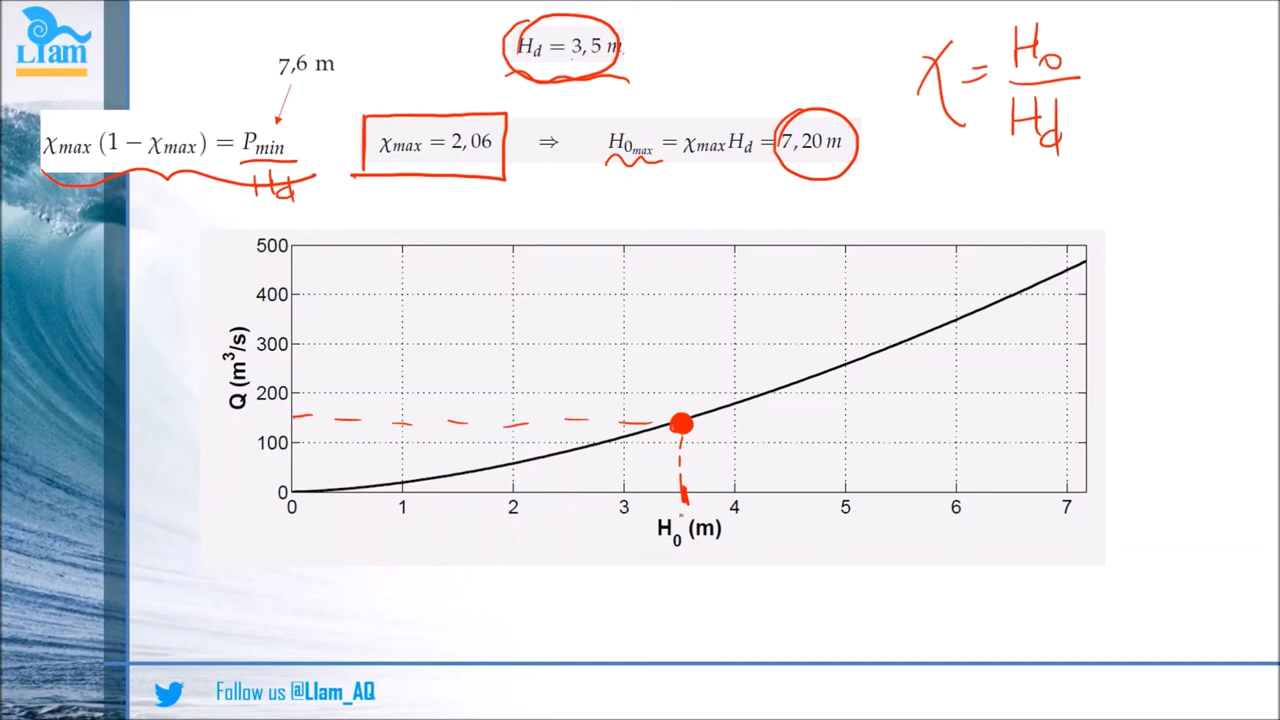 LIam
7,6 m
H_d = 3,5 m
χ = H_0 / H_d
χ_max (1 − χ_max) = P_min / H_d
χ_max = 2,06 ⇒ H_0max = χ_max H_d = 7,20 m
500
400
300
200
100
0
Q (m³/s)
0 1 2 3 4 5 6 7
H_0 (m)
Follow us @LIam_AQ